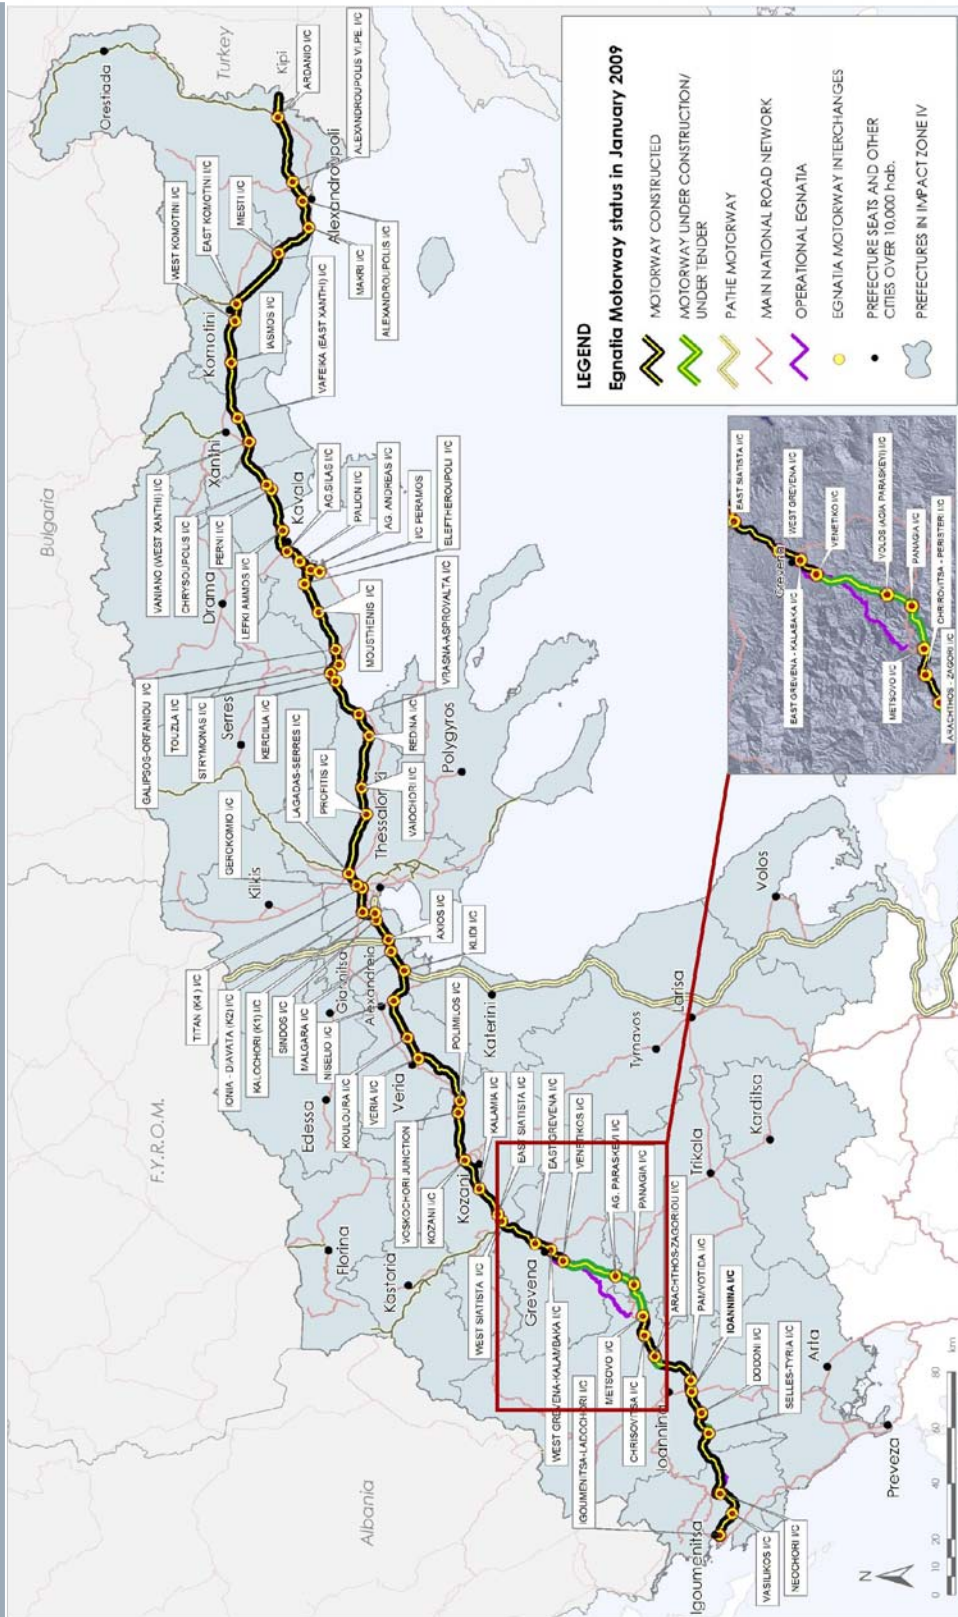 Orestiada
Turkey
Kipi
ARDANIO I/C
ALEXANDROUPOLIS VI.PE. I/C
Alexandroupoli
WEST KOMOTINI I/C
EAST KOMOTINI I/C
MESTI I/C
MAKRI I/C
ALEXANDROUPOLIS I/C
Komotini
IASMOS I/C
VAFEIKA (EAST XANTHI) I/C
Bulgaria
Xanthi
VANIANO (WEST XANTHI) I/C
CHRYSOUPOLIS I/C
PERNI I/C
LEFKI AMMOS I/C
Drama
Kavala
AG.SILAS I/C
PALION I/C
AG. ANDREAS I/C
I/C PERAMOS
ELEFTHEROUPOLI I/C
MOUSTHENIS I/C
VRASNA-ASPROVALTA I/C
GALIPSOS-ORFANIOU I/C
TOUZLA I/C
STRYMONAS I/C
KERDILIA I/C
Serres
LAGADAS-SERRES I/C
PROFITIS I/C
GEROKOMIO I/C
REDINA I/C
VAIOCHORI I/C
Polygyros
Kilkis
TITAN (K4) I/C
IONIA - DIAVATA (K2) I/C
KALOCHORI (K1) I/C
SINDOS I/C
MALGARA I/C
NISELIO I/C
Giannitsa
Alexandreia
AXIOS I/C
KLIDI I/C
F.Y.R.O.M.
Edessa
KOULOURA I/C
VERIA I/C
Veria
POLIMILOS I/C
Katerini
VOSKOCHORI JUNCTION
KOZANI I/C
Kozani
KALAMIA I/C
EAST SIATISTA I/C
EAST GREVENA I/C
VENETIKOS I/C
AG. PARASKEVI I/C
PANAGIA I/C
ARACHTHOS-ZAGORIOU I/C
PAMVOTIDA I/C
IOANNINA I/C
DODONI I/C
SELLES-TYRIA I/C
Florina
Kastoria
WEST SIATISTA I/C
Grevena
WEST GREVENA-KALAMBAKA I/C
METSOVO I/C
CHRISOVITSA I/C
IGOUMENITSA-LADOCHORI I/C
Ioannina
Igoumenitsa
VASILIKOS I/C
NEOCHORI I/C
Albania
Tyrnavos
Larisa
Volos
Trikala
Karditsa
Arta
Preveza
N
0 10 20 40 60 80
km
EAST SIATISTA I/C
WEST GREVENA I/C
VENETIKO I/C
VOLOS (AGIA PARASKEYI) I/C
PANAGIA I/C
CHRIROVITSA - PERISTERI I/C
EAST GREVENA - KALABAKA I/C
METSOVO I/C
ARACHTHOS - ZAGORI I/C
LEGEND
Egnatia Motorway status in January 2009
MOTORWAY CONSTRUCTED
MOTORWAY UNDER CONSTRUCTION/
UNDER TENDER
PATHE MOTORWAY
MAIN NATIONAL ROAD NETWORK
OPERATIONAL EGNATIA
EGNATIA MOTORWAY INTERCHANGES
PREFECTURE SEATS AND OTHER
CITIES OVER 10,000 hab.
PREFECTURES IN IMPACT ZONE IV